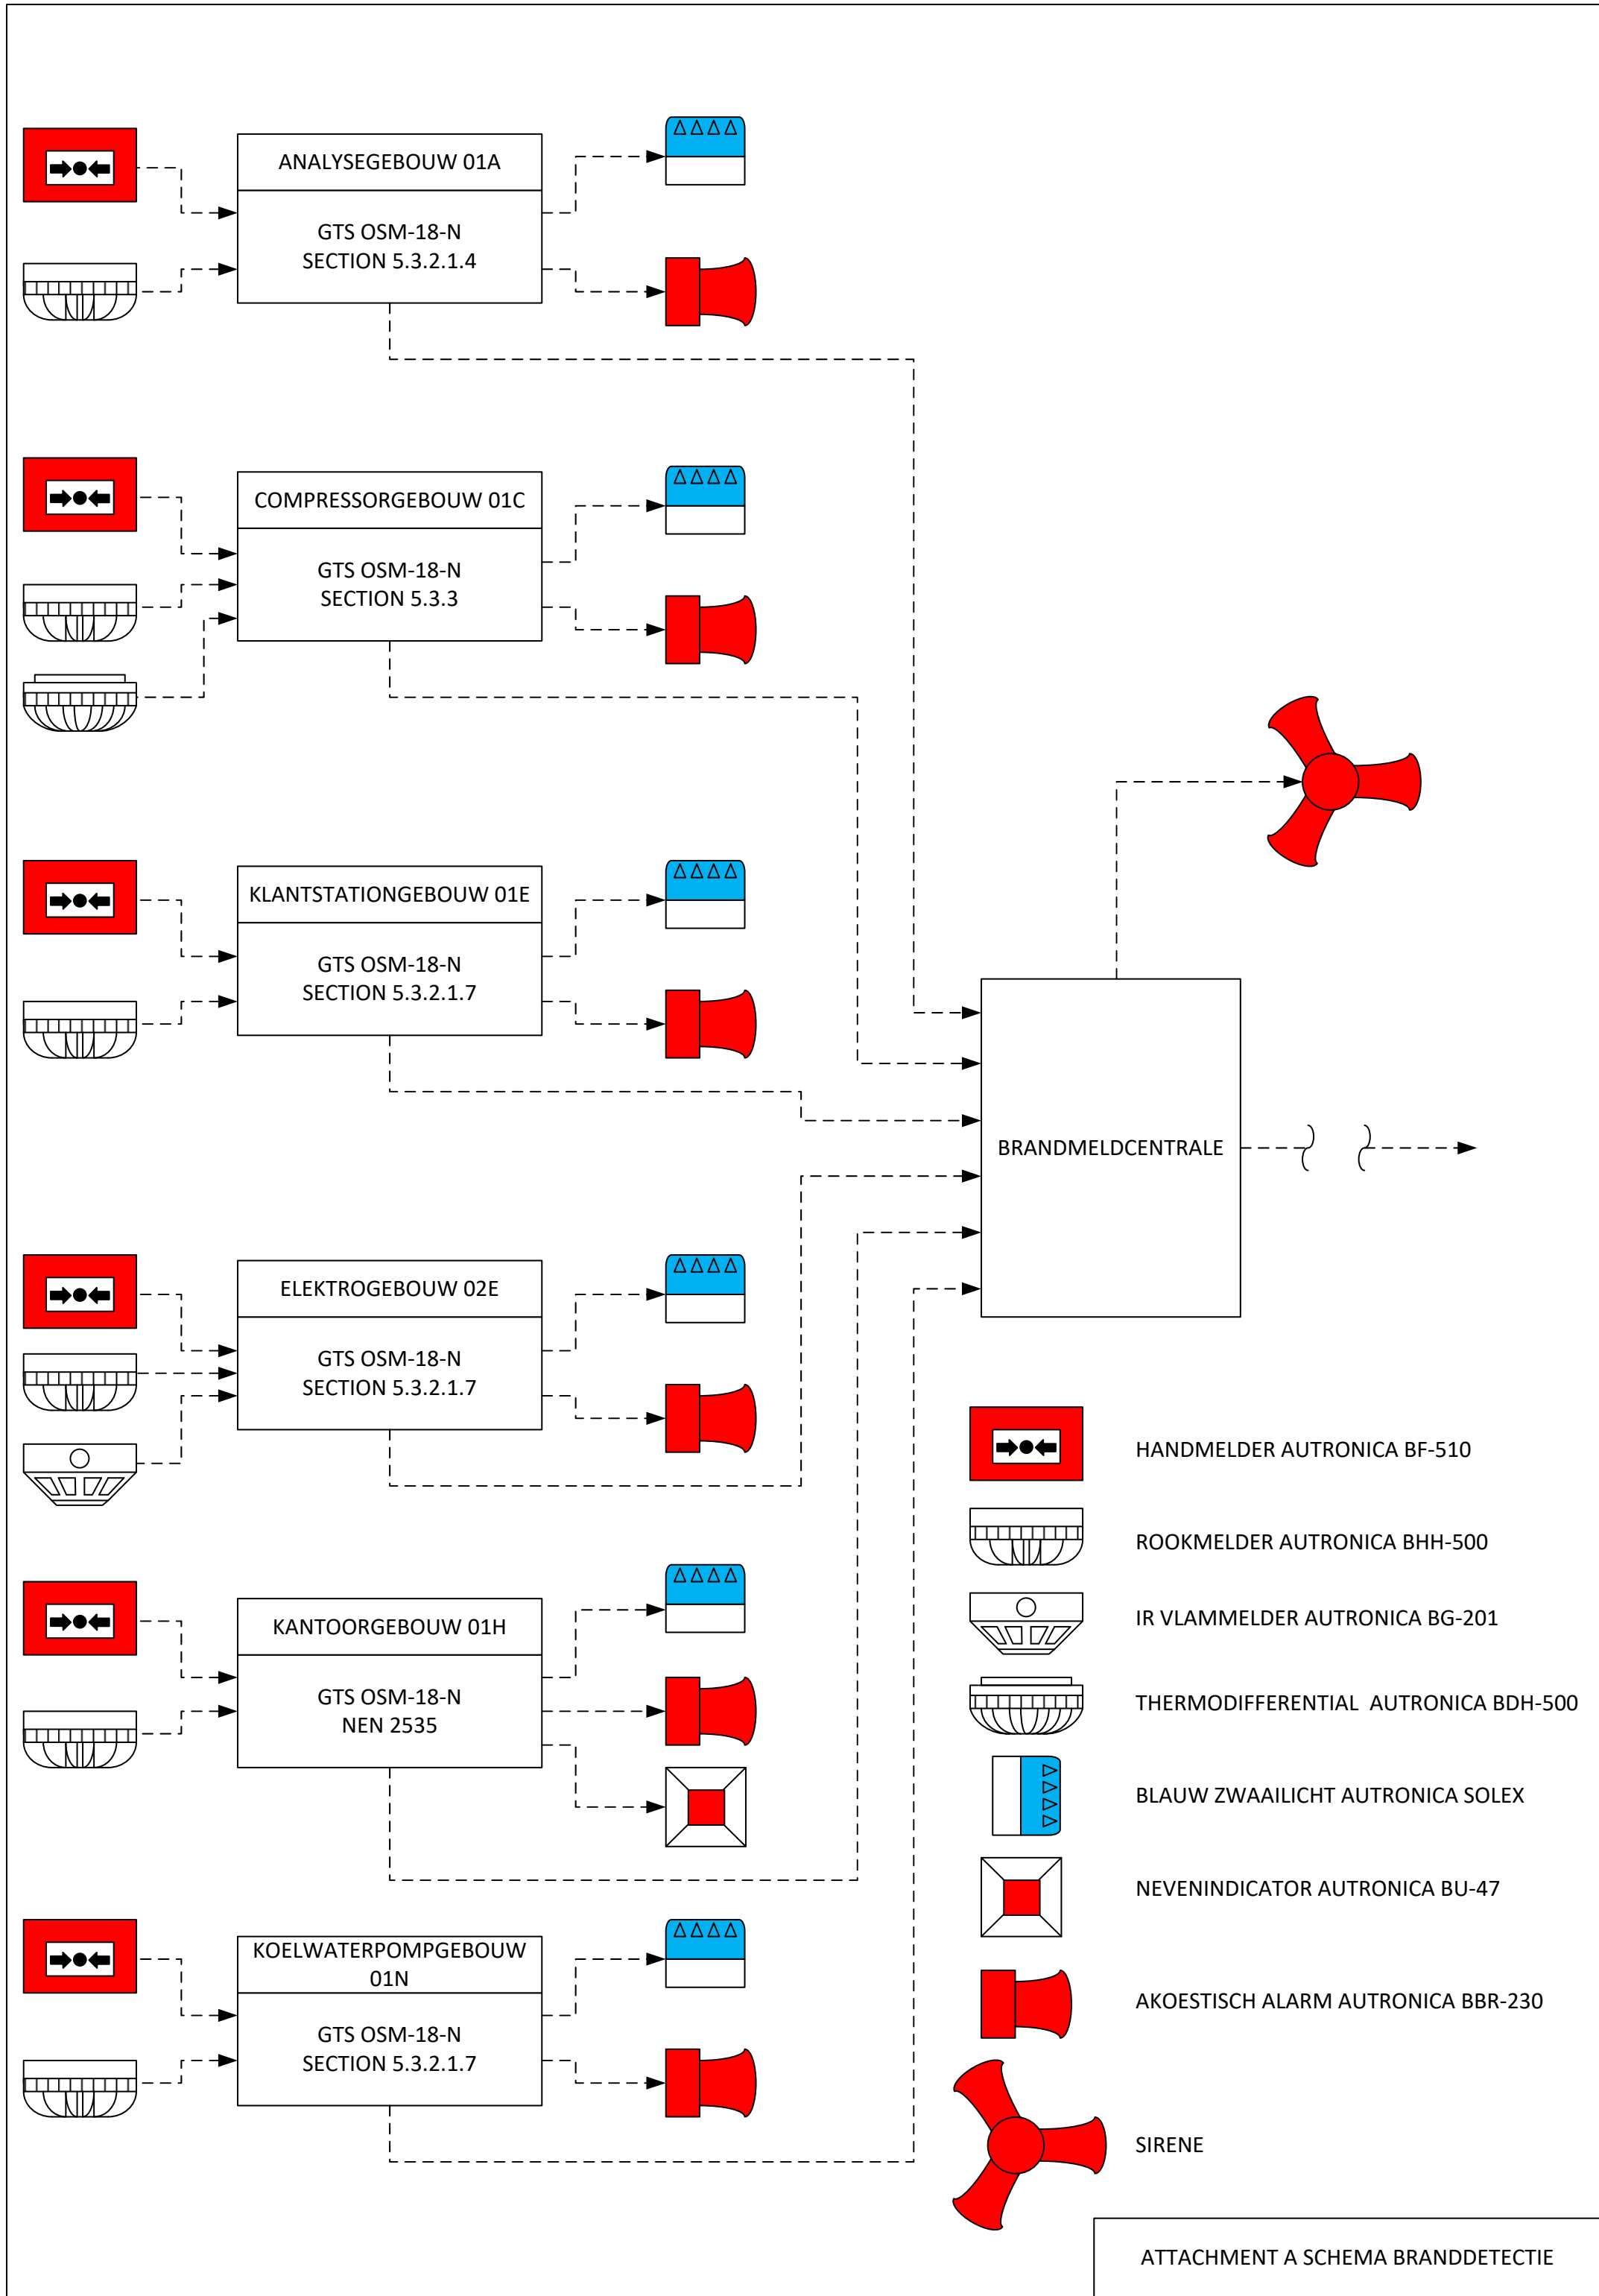 ANALYSEGEBOUW 01A
GTS OSM-18-N
SECTION 5.3.2.1.4
COMPRESSORGEBOUW 01C
GTS OSM-18-N
SECTION 5.3.3
KLANTSTATIONGEBOUW 01E
GTS OSM-18-N
SECTION 5.3.2.1.7
BRANDMELDCENTRALE
ELEKTROGEBOUW 02E
GTS OSM-18-N
SECTION 5.3.2.1.7
KANTOORGEBOUW 01H
GTS OSM-18-N
NEN 2535
KOELWATERPOMPGEBOUW
01N
GTS OSM-18-N
SECTION 5.3.2.1.7
HANDMELDER AUTRONICA BF-510
ROOKMELDER AUTRONICA BHH-500
IR VLAMMELDER AUTRONICA BG-201
THERMODIFFERENTIAL  AUTRONICA BDH-500
BLAUW ZWAAILICHT AUTRONICA SOLEX
NEVENINDICATOR AUTRONICA BU-47
AKOESTISCH ALARM AUTRONICA BBR-230
SIRENE
ATTACHMENT A SCHEMA BRANDDETECTIE